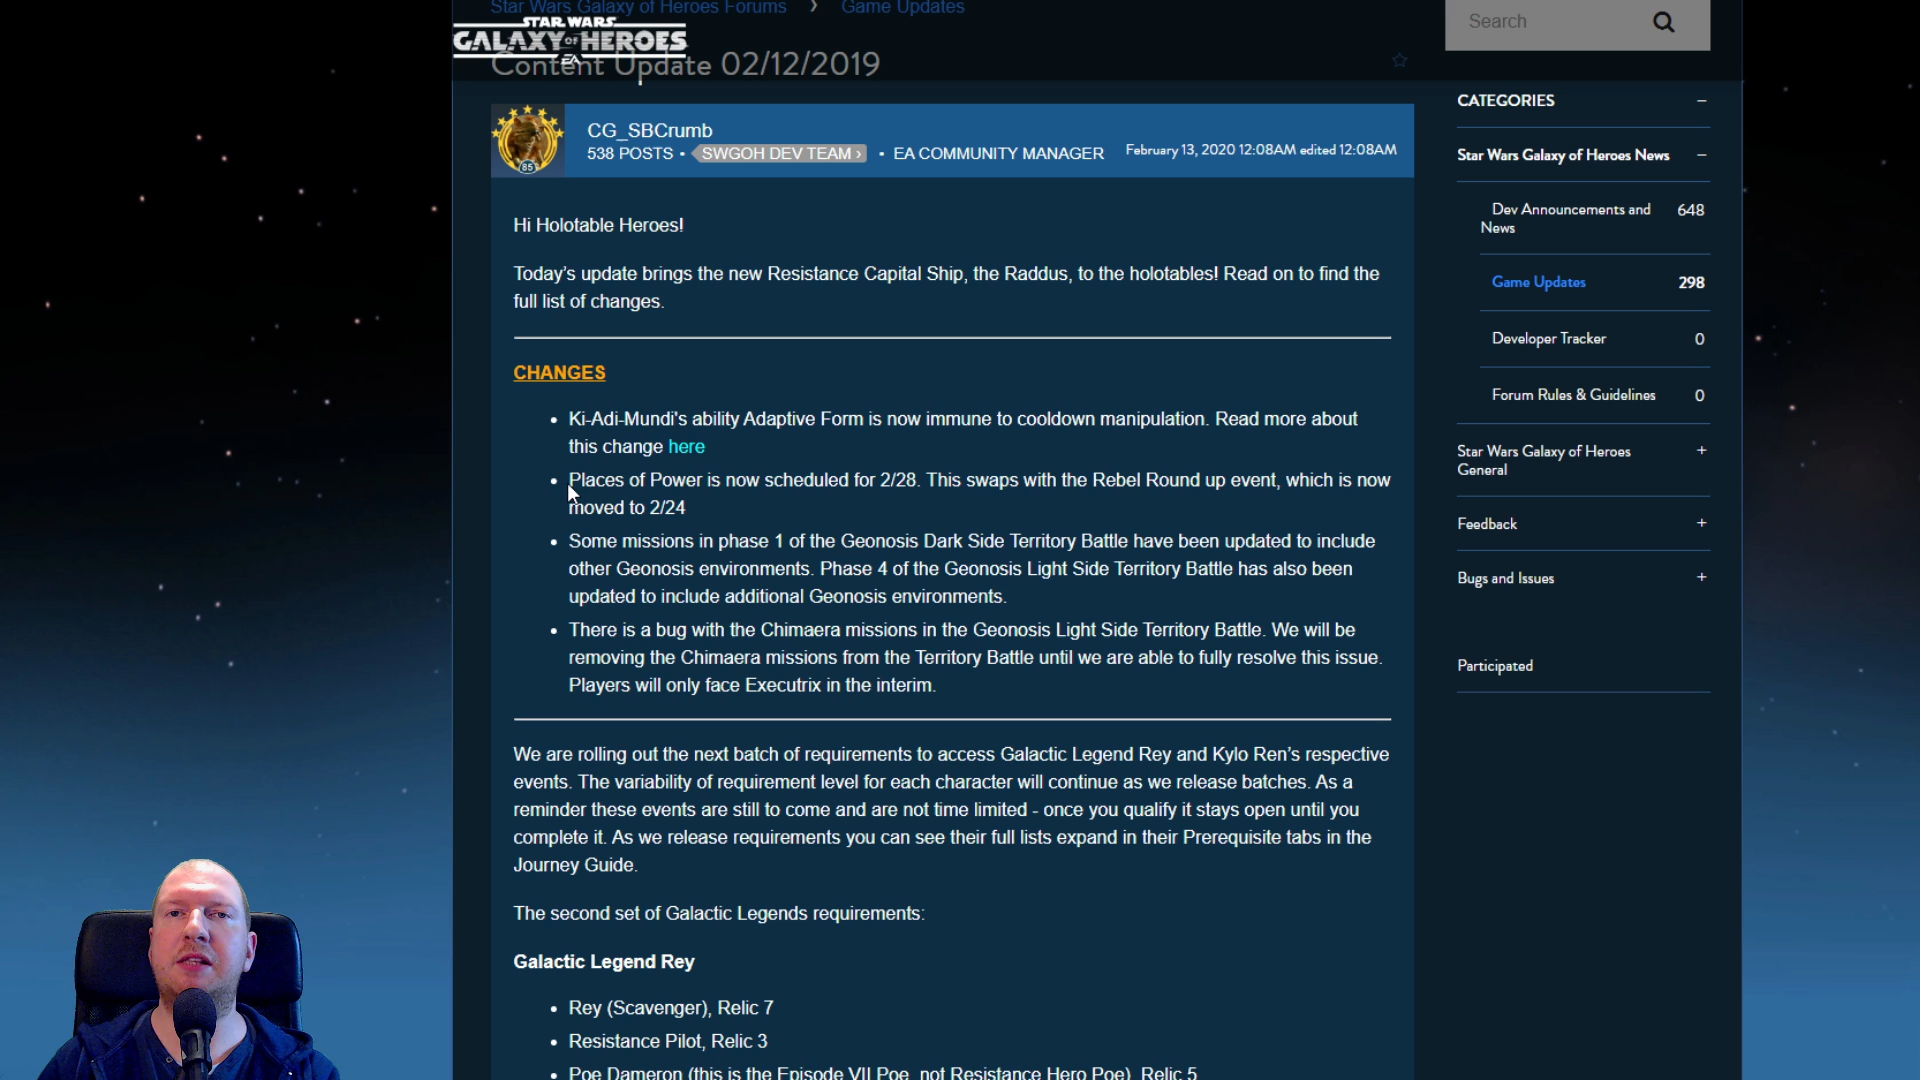 Star Wars Galaxy of Heroes Forums > Game Updates
STAR WARS
GALAXY OF HEROES
EA
Content Update 02/12/2019
Search
85
CG_SBCrumb
538 POSTS • SWGOH DEV TEAM › • EA COMMUNITY MANAGER
February 13, 2020 12:08AM edited 12:08AM
Hi Holotable Heroes!
Today’s update brings the new Resistance Capital Ship, the Raddus, to the holotables! Read on to find the
full list of changes.
CHANGES
• Ki-Adi-Mundi's ability Adaptive Form is now immune to cooldown manipulation. Read more about
this change here
• Places of Power is now scheduled for 2/28. This swaps with the Rebel Round up event, which is now
moved to 2/24
• Some missions in phase 1 of the Geonosis Dark Side Territory Battle have been updated to include
other Geonosis environments. Phase 4 of the Geonosis Light Side Territory Battle has also been
updated to include additional Geonosis environments.
• There is a bug with the Chimaera missions in the Geonosis Light Side Territory Battle. We will be
removing the Chimaera missions from the Territory Battle until we are able to fully resolve this issue.
Players will only face Executrix in the interim.
We are rolling out the next batch of requirements to access Galactic Legend Rey and Kylo Ren’s respective
events. The variability of requirement level for each character will continue as we release batches. As a
reminder these events are still to come and are not time limited - once you qualify it stays open until you
complete it. As we release requirements you can see their full lists expand in their Prerequisite tabs in the
Journey Guide.
The second set of Galactic Legends requirements:
Galactic Legend Rey
• Rey (Scavenger), Relic 7
• Resistance Pilot, Relic 3
• Poe Dameron (this is the Episode VII Poe, not Resistance Hero Poe), Relic 5
CATEGORIES –
Star Wars Galaxy of Heroes News –
Dev Announcements and 648
News
Game Updates 298
Developer Tracker 0
Forum Rules & Guidelines 0
Star Wars Galaxy of Heroes +
General
Feedback +
Bugs and Issues +
Participated